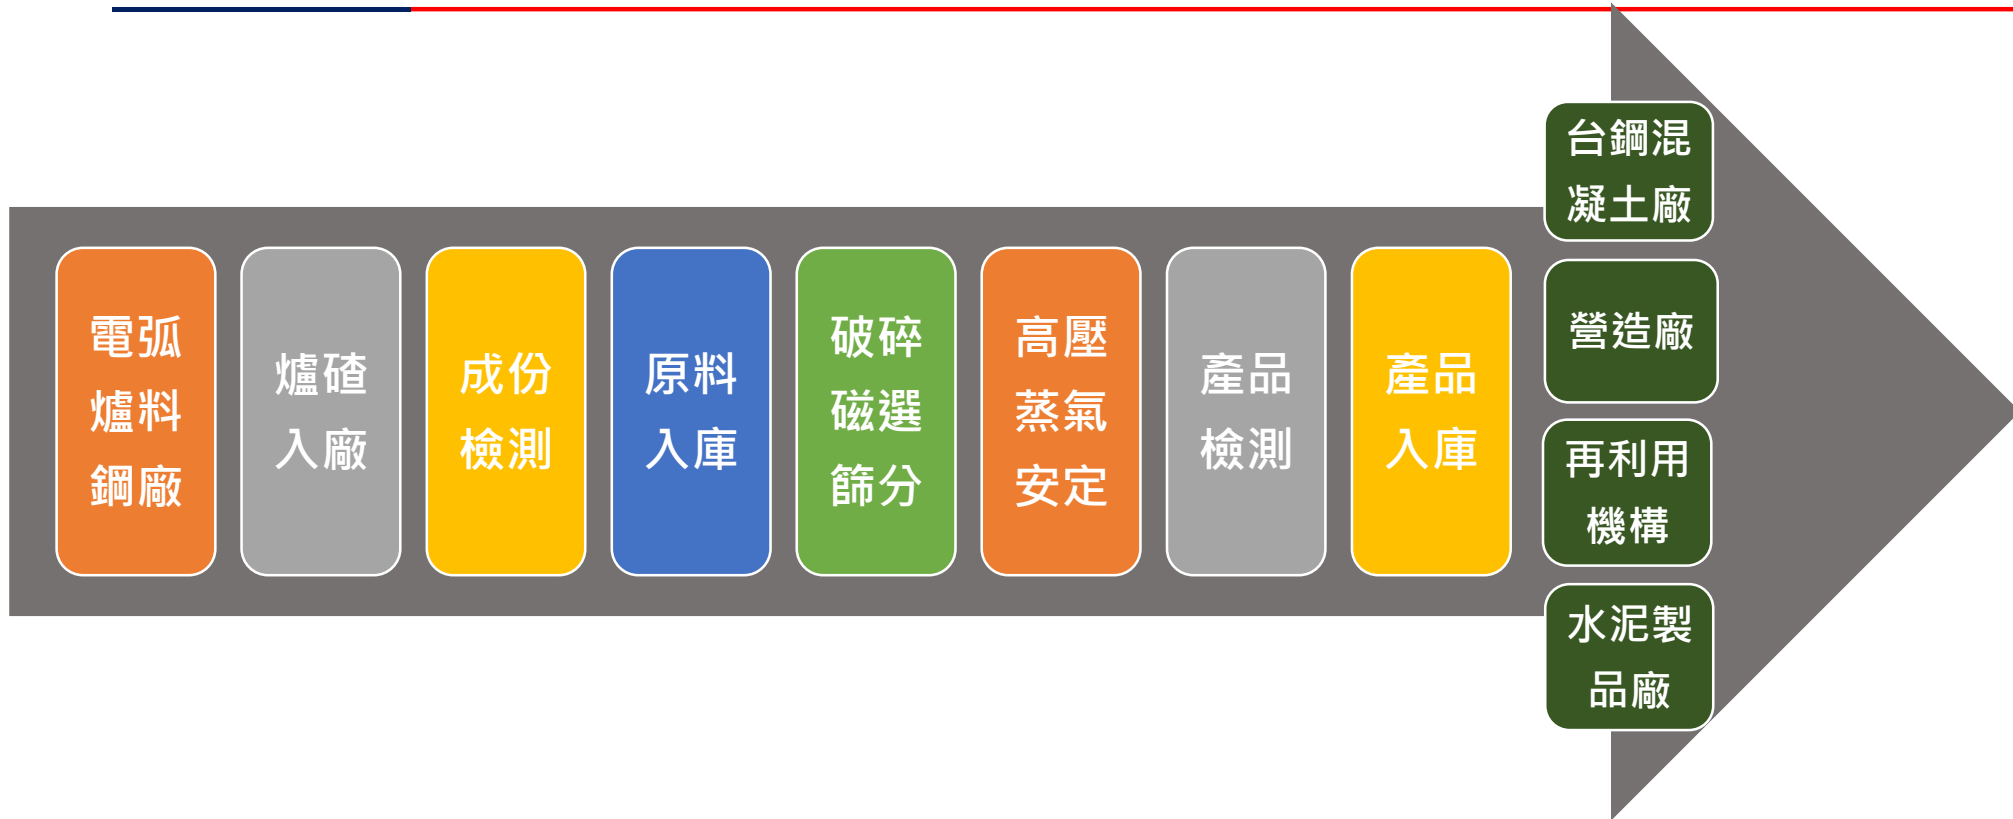 電弧
爐料
鋼廠
爐碴
入廠
成份
檢測
原料
入庫
破碎
磁選
篩分
高壓
蒸氣
安定
產品
檢測
產品
入庫
台鋼混
凝土廠
營造廠
再利用
機構
水泥製
品廠